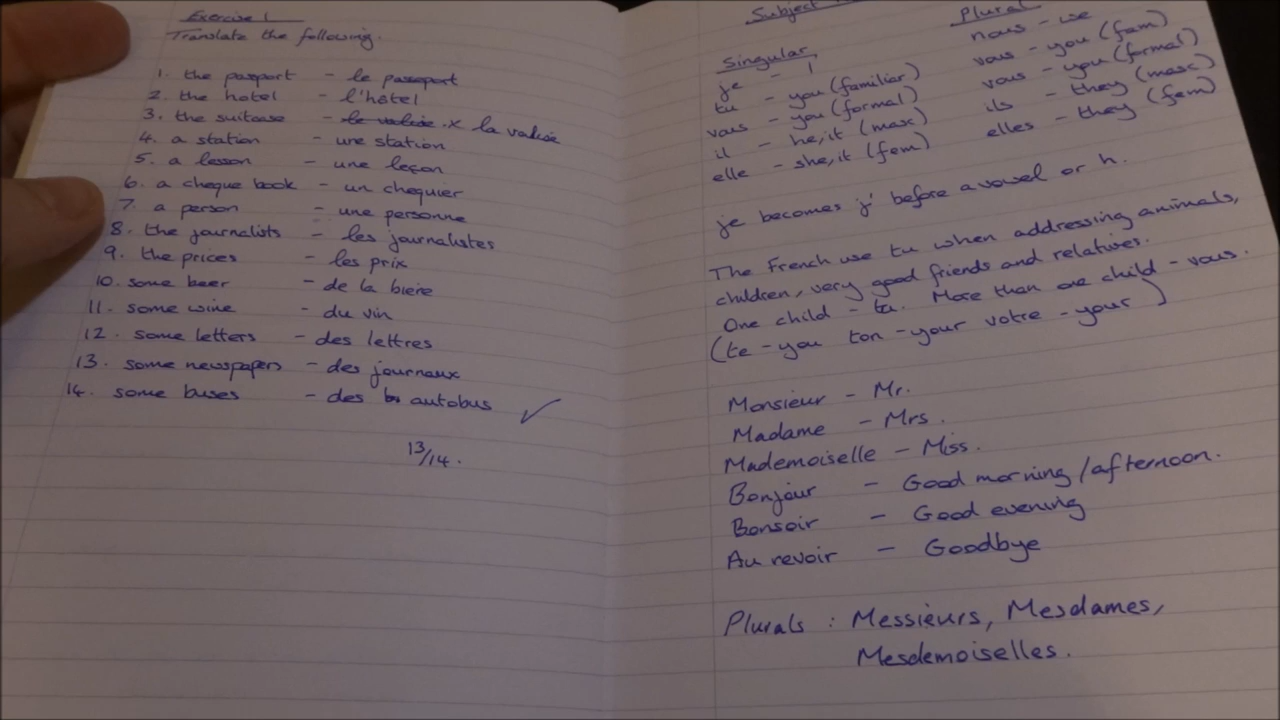 Exercise 1
Translate the following.
1. the passport - le passeport
2. the hotel - l'hôtel
3. the suitcase - le valise x la valise
4. a station - une station
5. a lesson - une leçon
6. a cheque book - un chequier
7. a person - une personne
8. the journalists - les journalistes
9. the prices - les prix
10. some beer - de la biere
11. some wine - du vin
12. some letters - des lettres
13. some newspapers - des journaux
14. some buses - des autobus ✓
13/14.
Subject
Singular
je - I
tu - you (familiar)
vous - you (formal)
il - he, it (masc)
elle - she, it (fem)
Plural
nous - we
vous - you (fam)
vous - you (formal)
ils - they (masc)
elles - they (fem)
je becomes j' before a vowel or h.
The French use tu when addressing animals,
children, very good friends and relatives.
One child - tu. More than one child - vous.
(te - you ton - your votre - your)
Monsieur - Mr.
Madame - Mrs.
Mademoiselle - Miss.
Bonjour - Good morning/afternoon.
Bonsoir - Good evening
Au revoir - Goodbye
Plurals : Messieurs, Mesdames,
Mesdemoiselles.